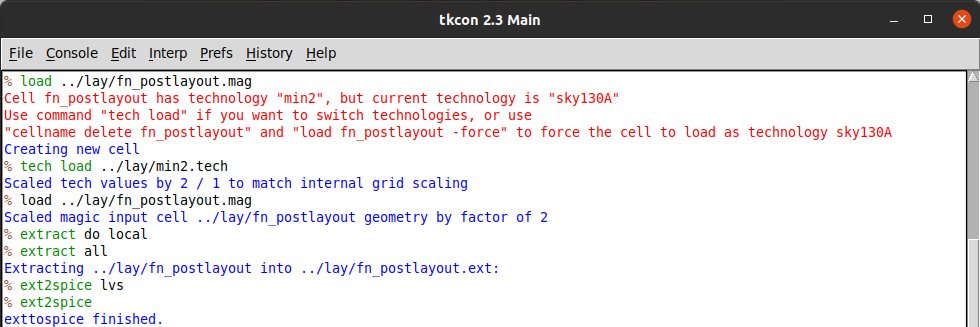 tkcon 2.3 Main
File Console Edit Interp Prefs History Help
% load ../lay/fn_postlayout.mag
Cell fn_postlayout has technology "min2", but current technology is "sky130A"
Use command "tech load" if you want to switch technologies, or use
"cellname delete fn_postlayout" and "load fn_postlayout -force" to force the cell to load as technology sky130A
Creating new cell
% tech load ../lay/min2.tech
Scaled tech values by 2 / 1 to match internal grid scaling
% load ../lay/fn_postlayout.mag
Scaled magic input cell ../lay/fn_postlayout geometry by factor of 2
% extract do local
% extract all
Extracting ../lay/fn_postlayout into ../lay/fn_postlayout.ext:
% ext2spice lvs
% ext2spice
exttospice finished.